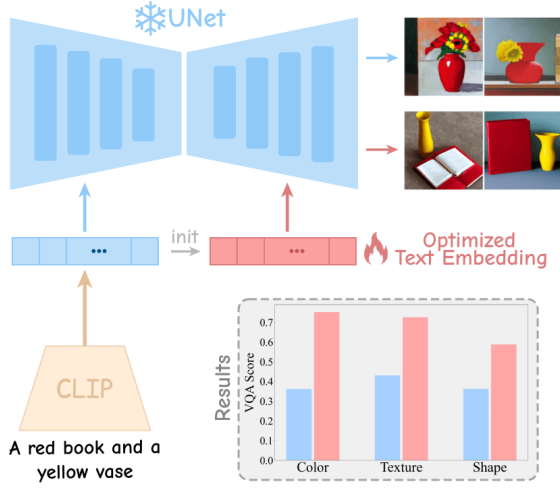 UNet
init
Optimized
Text Embedding
CLIP
A red book and a
yellow vase
Results
VQA Score
0.7
0.6
0.5
0.4
0.3
0.2
0.1
0.0
Color Texture Shape